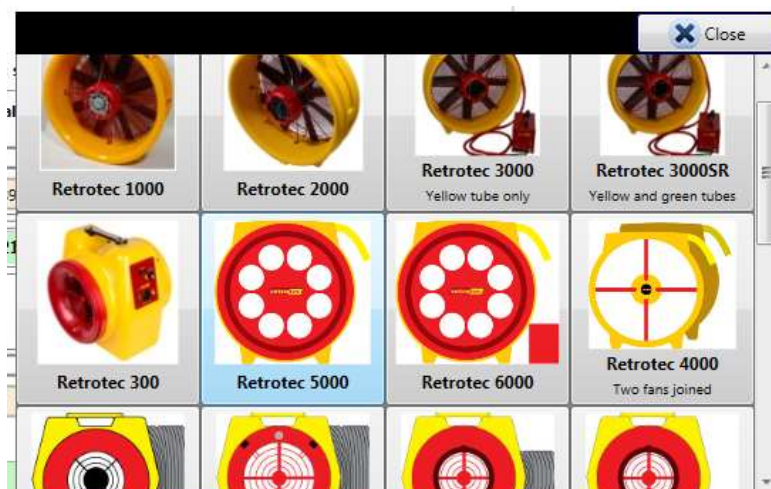 Close
Retrotec 1000
Retrotec 2000
Retrotec 3000
Yellow tube only
Retrotec 3000SR
Yellow and green tubes
Retrotec 300
Retrotec 5000
Retrotec 6000
Retrotec 4000
Two fans joined